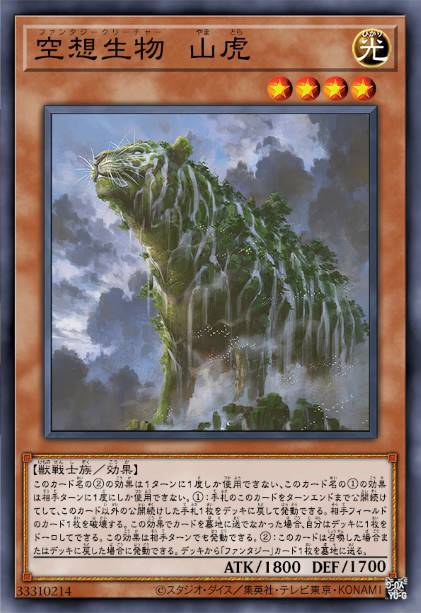 ファンタジークリーチャー やま とら
空想生物 山虎
ひかり
光
【獣戦士族／効果】
このカード名の②の効果は1ターンに1度しか使用できない。このカード名の①の効果
は相手ターンに1度にしか使用できない。①：手札のこのカードをターンエンドまで公開続け
てして、このカード以外の公開続けした手札1枚をデッキに戻して発動できる。相手フィールド
のカード1枚を破壊する。この効果でカードを墓地に送でなかった場合、自分はデッキに1枚を
ドーロしてできる。この効果は相手ターンでも発動できる。②：このカードは召喚した場合ま
たはデッキに戻した場合に発動できる。デッキから「ファンタジー」カード1枚を墓地に送る。
ATK/1800 DEF/1700
33310214 ©スタジオ・ダイス／集英社・テレビ東京・KONAMI